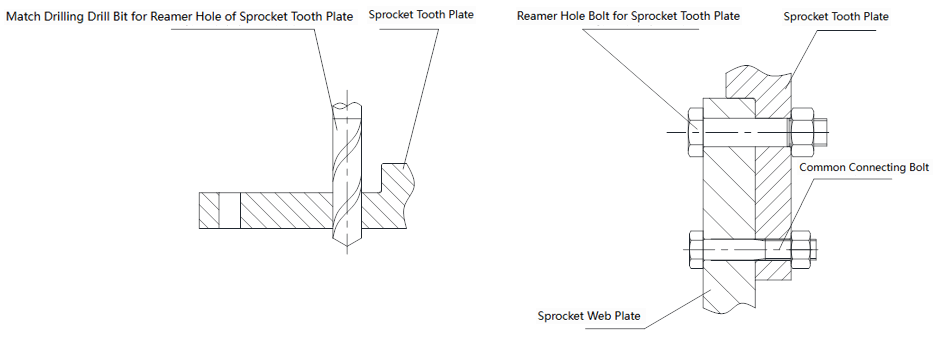 Match Drilling Drill Bit for Reamer Hole of Sprocket Tooth Plate
Sprocket Tooth Plate
Reamer Hole Bolt for Sprocket Tooth Plate
Sprocket Tooth Plate
Common Connecting Bolt
Sprocket Web Plate